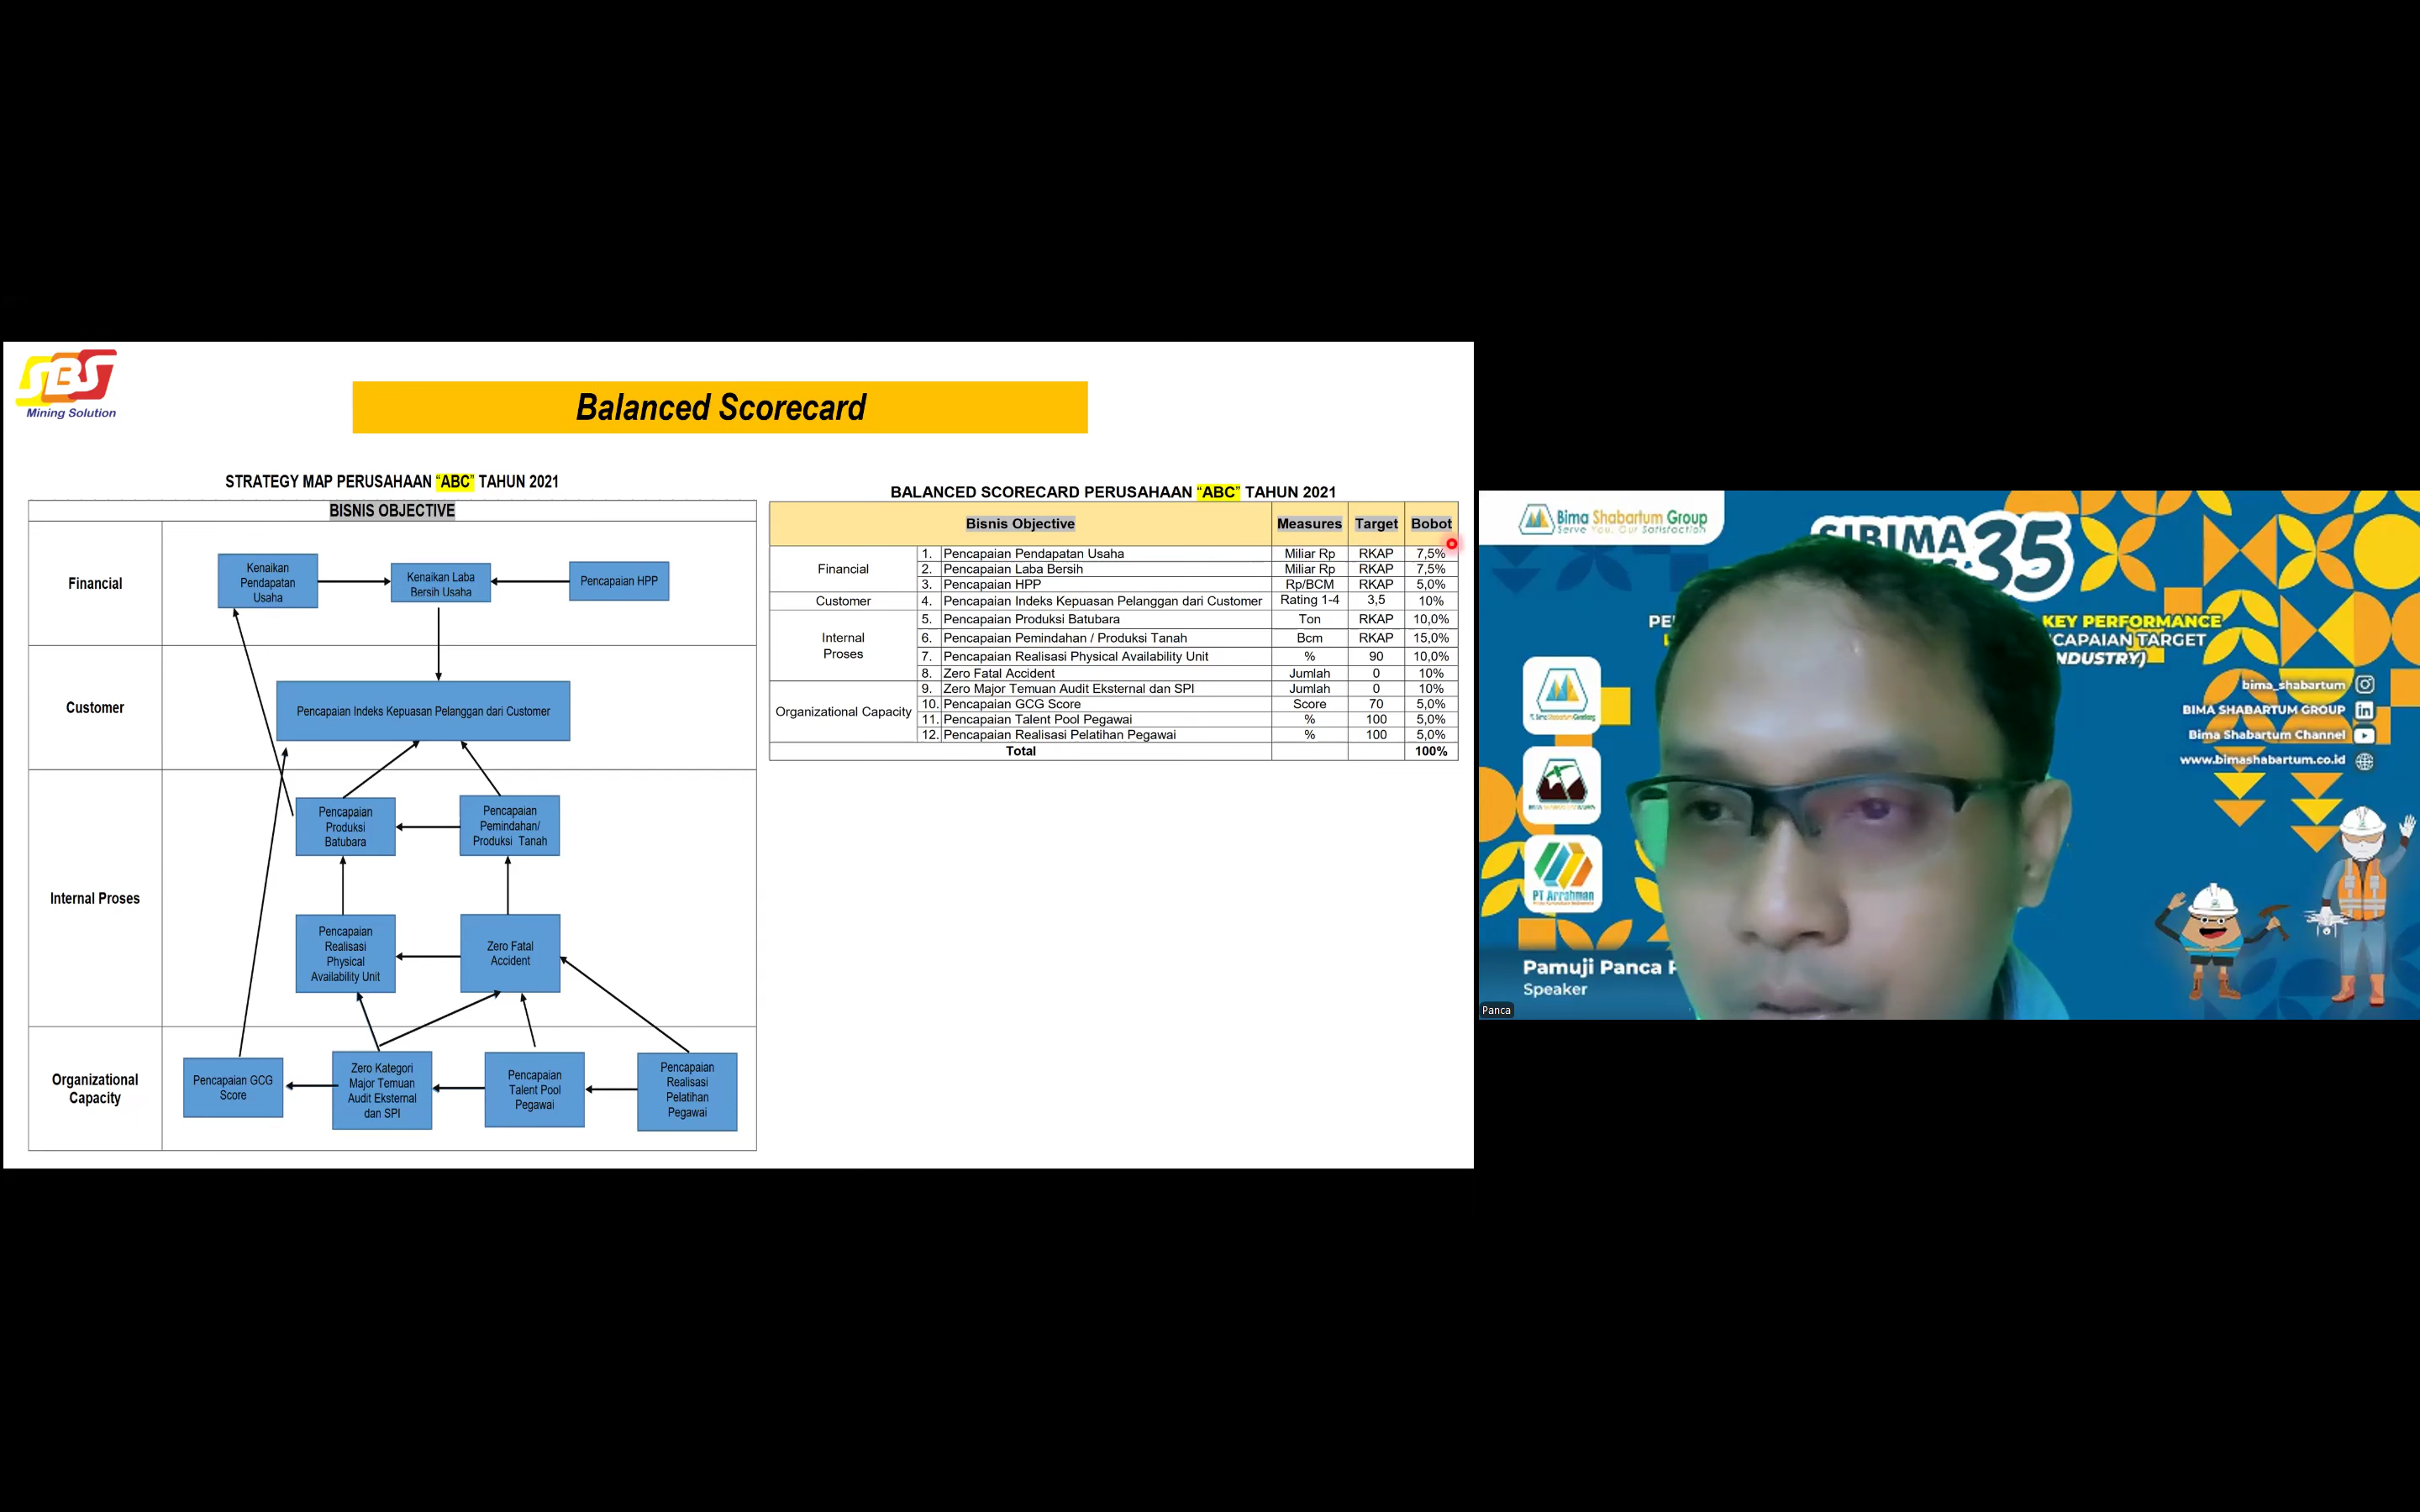 SBS
Mining Solution
Balanced Scorecard
STRATEGY MAP PERUSAHAAN “ABC” TAHUN 2021
BISNIS OBJECTIVE
Financial
Kenaikan
Pendapatan
Usaha
Kenaikan Laba
Bersih Usaha
Pencapaian HPP
Customer
Pencapaian Indeks Kepuasan Pelanggan dari Customer
Internal Proses
Pencapaian
Produksi
Batubara
Pencapaian
Pemindahan/
Produksi Tanah
Pencapaian
Realisasi
Physical
Availability Unit
Zero Fatal
Accident
Organizational
Capacity
Pencapaian GCG
Score
Zero Kategori
Major Temuan
Audit Eksternal
dan SPI
Pencapaian
Talent Pool
Pegawai
Pencapaian
Realisasi
Pelatihan
Pegawai
BALANCED SCORECARD PERUSAHAAN “ABC” TAHUN 2021
Bisnis Objective Measures Target Bobot
Financial
1. Pencapaian Pendapatan Usaha Miliar Rp RKAP 7,5%
2. Pencapaian Laba Bersih Miliar Rp RKAP 7,5%
3. Pencapaian HPP Rp/BCM RKAP 5,0%
Customer 4. Pencapaian Indeks Kepuasan Pelanggan dari Customer Rating 1-4 3,5 10%
Internal
Proses
5. Pencapaian Produksi Batubara Ton RKAP 10,0%
6. Pencapaian Pemindahan / Produksi Tanah Bcm RKAP 15,0%
7. Pencapaian Realisasi Physical Availability Unit % 90 10,0%
8. Zero Fatal Accident Jumlah 0 10%
Organizational Capacity
9. Zero Major Temuan Audit Eksternal dan SPI Jumlah 0 10%
10. Pencapaian GCG Score Score 70 5,0%
11. Pencapaian Talent Pool Pegawai % 100 5,0%
12. Pencapaian Realisasi Pelatihan Pegawai % 100 5,0%
Total 100%
Bima Shabartum Group
Serve You, Our Satisfaction
SIBIMA
35
PE
KEY PERFORMANCE
CAPAIAN TARGET
NDUSTRY)
bima_shabartum
BIMA SHABARTUM GROUP
Bima Shabartum Channel
www.bimashabartum.co.id
PT Arrahman
Pamuji Panca P
Speaker
Panca